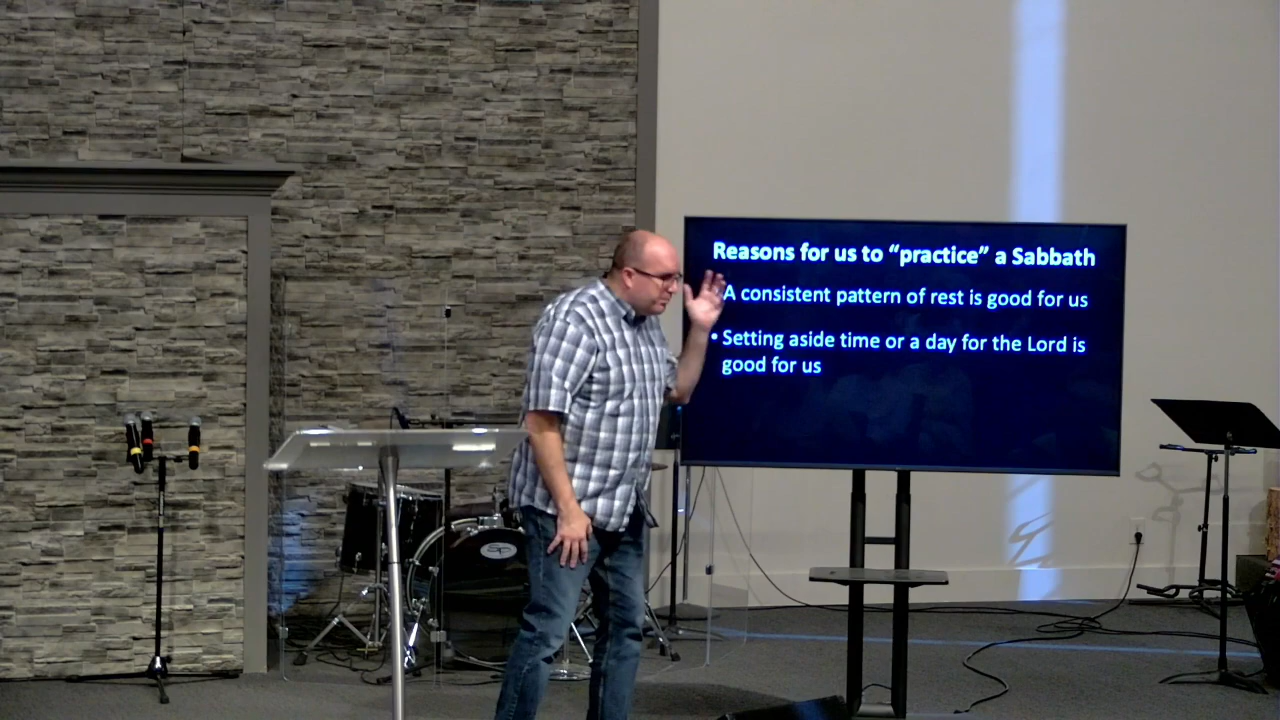 Reasons for us to “practice” a Sabbath
A consistent pattern of rest is good for us
• Setting aside time or a day for the Lord is
good for us